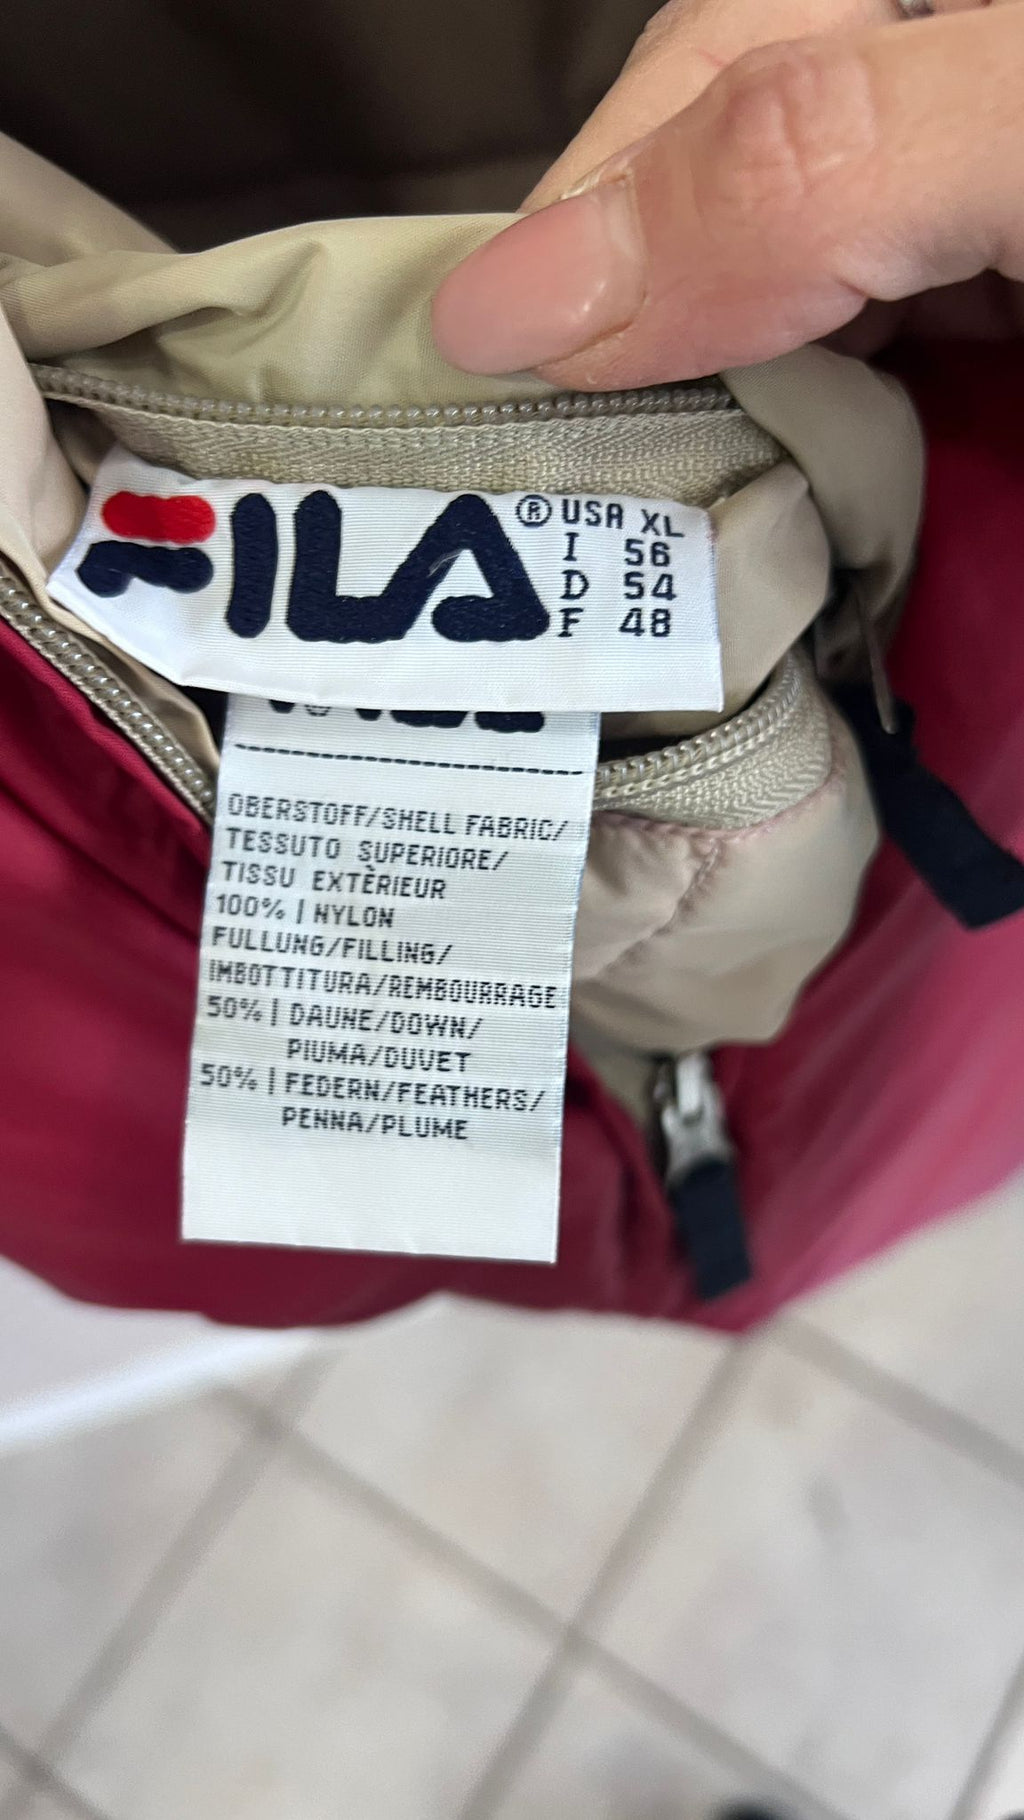 FILA® USA XL
I 56
D 54
F 48
OBERSTOFF/SHELL FABRIC/
TESSUTO SUPERIORE/
TISSU EXTÈRIEUR
100% | NYLON
FULLUNG/FILLING/
IMBOTTITURA/REMBOURRAGE
50% | DAUNE/DOWN/
PIUMA/DUVET
50% | FEDERN/FEATHERS/
PENNA/PLUME